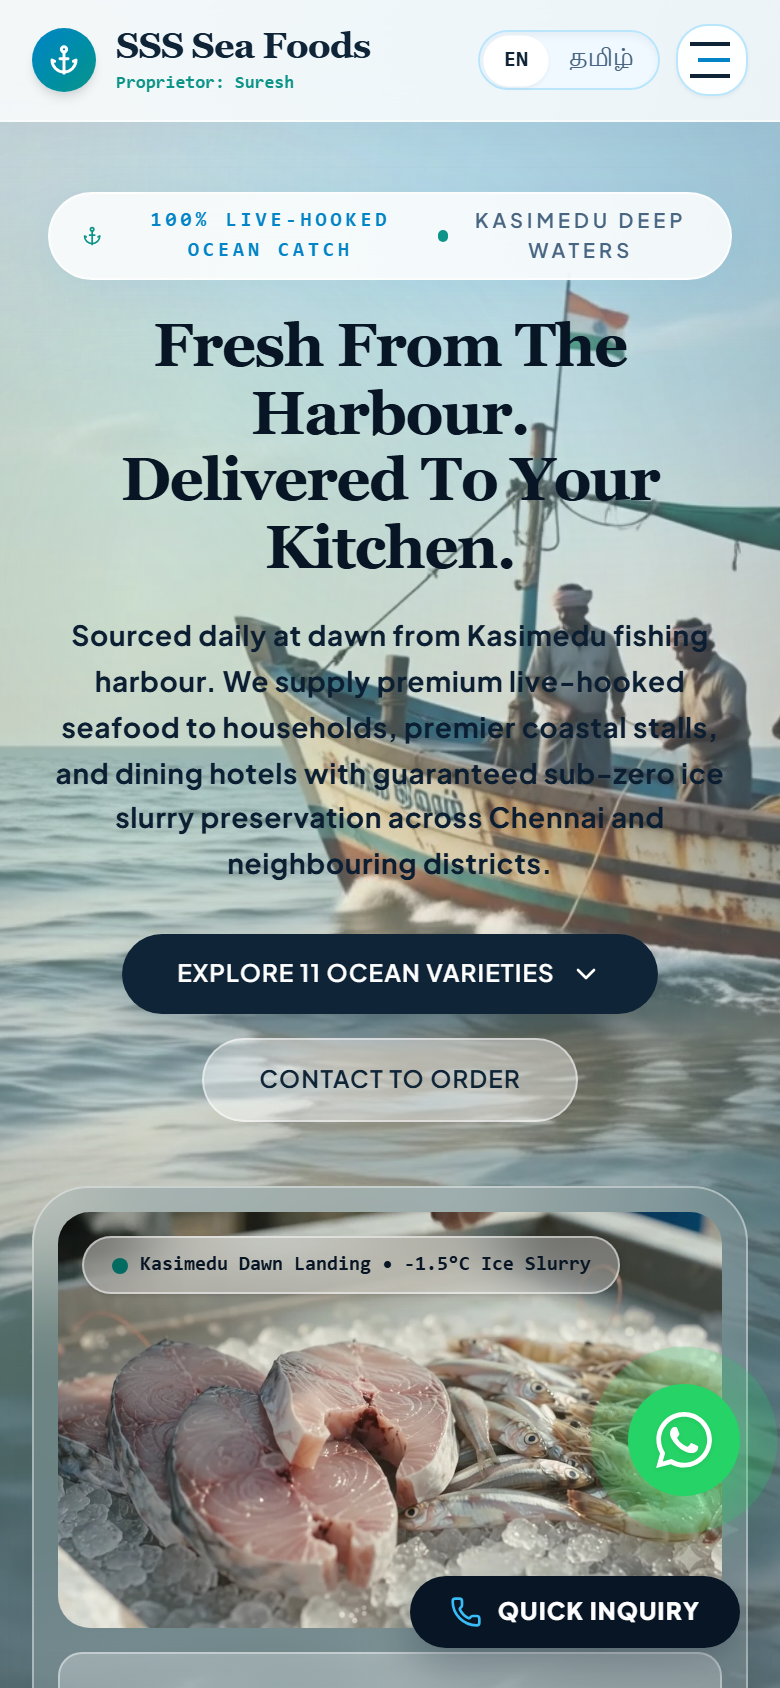 SSS Sea Foods
Proprietor: Suresh
EN
தமிழ்
100% LIVE-HOOKED
OCEAN CATCH
KASIMEDU DEEP
WATERS
Fresh From The
Harbour.
Delivered To Your
Kitchen.
Sourced daily at dawn from Kasimedu fishing
harbour. We supply premium live-hooked
seafood to households, premier coastal stalls,
and dining hotels with guaranteed sub-zero ice
slurry preservation across Chennai and
neighbouring districts.
EXPLORE 11 OCEAN VARIETIES
CONTACT TO ORDER
Kasimedu Dawn Landing • -1.5°C Ice Slurry
QUICK INQUIRY